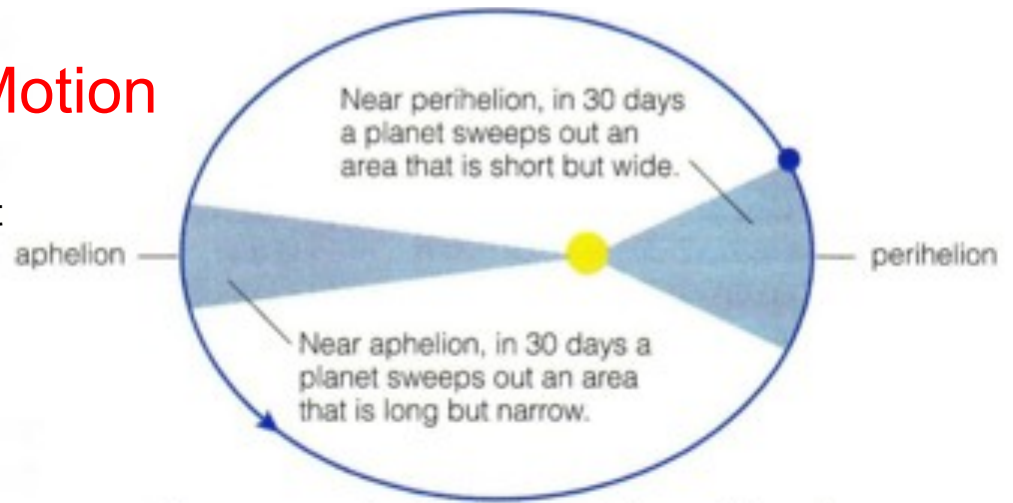 Motion
Near perihelion, in 30 days
a planet sweeps out an
area that is short but wide.
aphelion
perihelion
Near aphelion, in 30 days a
planet sweeps out an area
that is long but narrow.